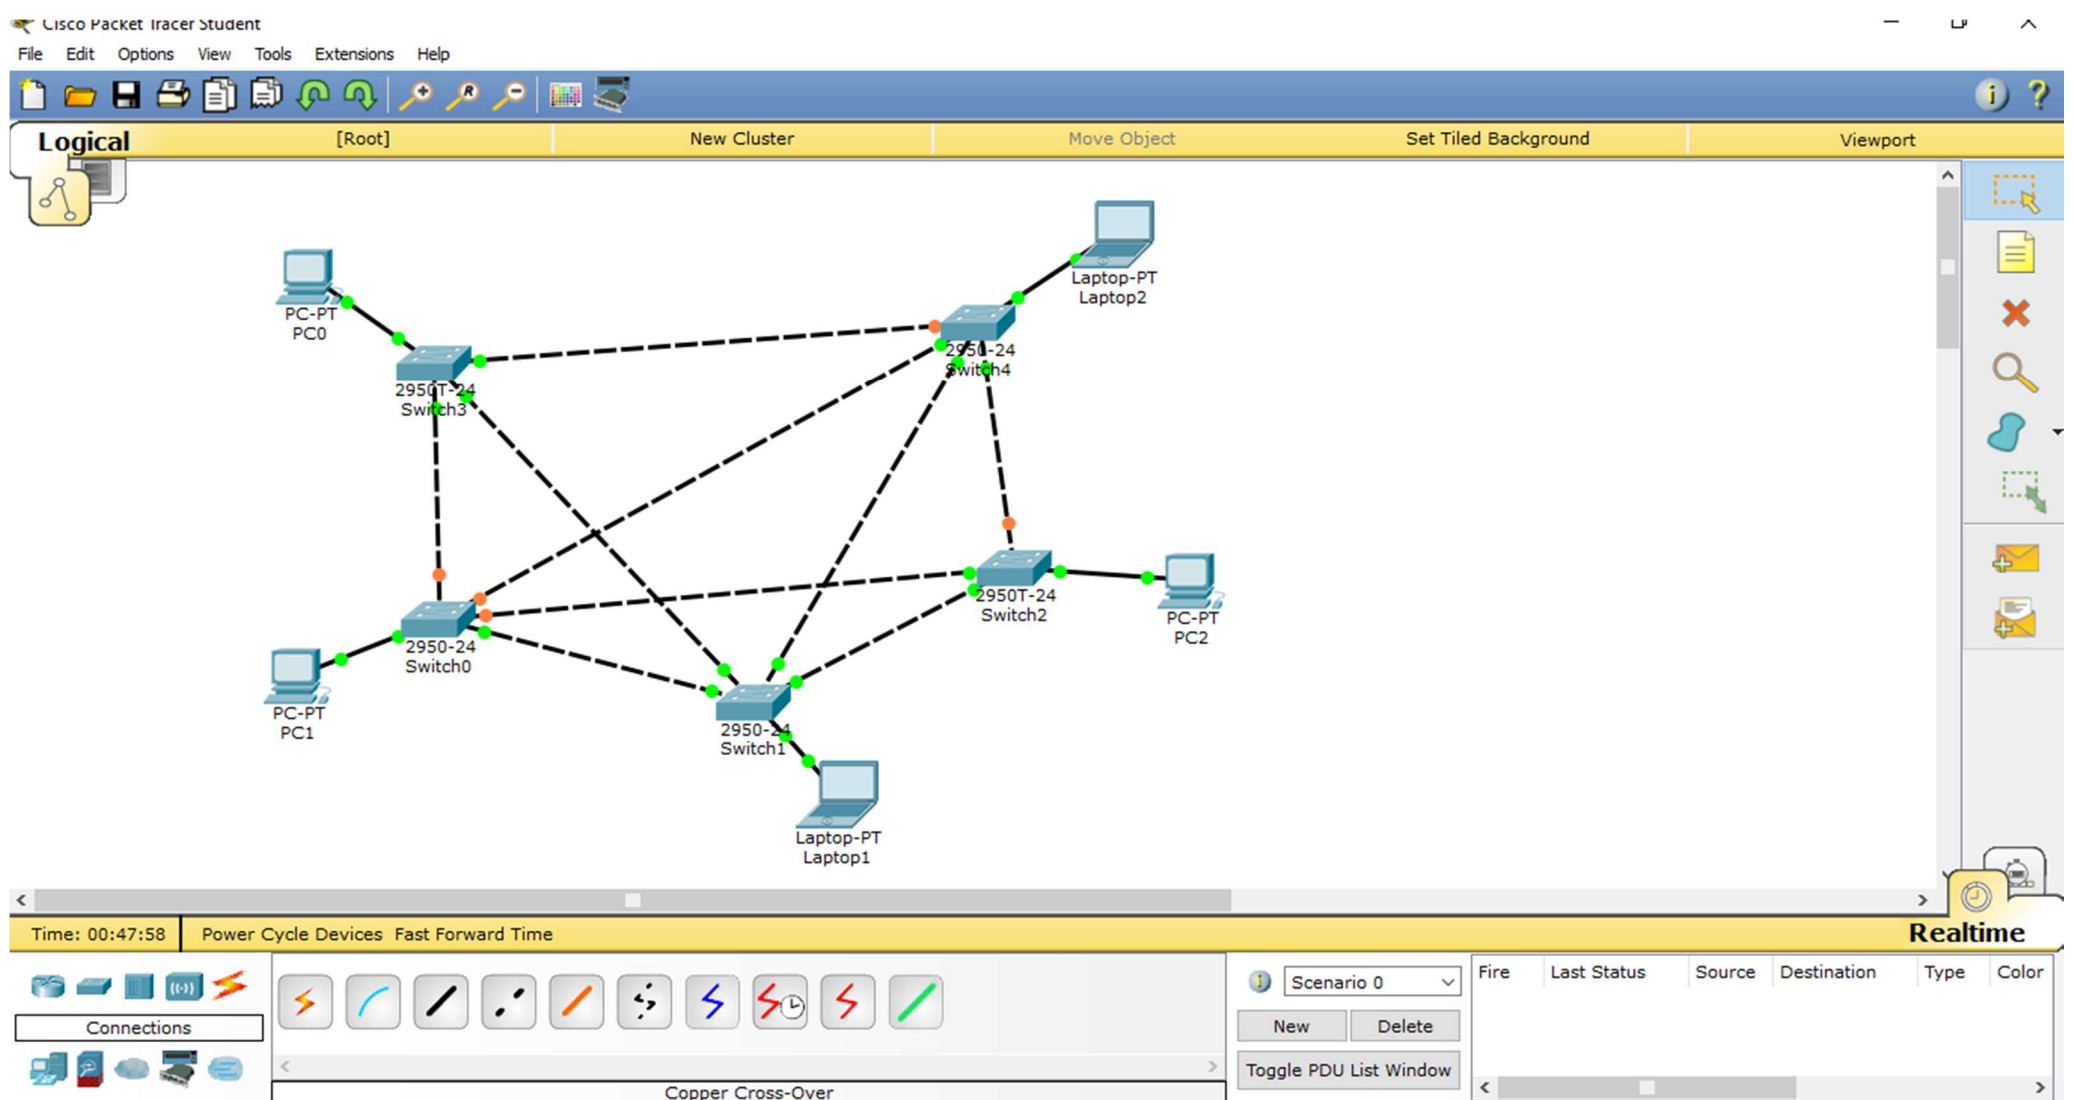 Cisco Packet Tracer Student
File Edit Options View Tools Extensions Help
Logical [Root] New Cluster Move Object Set Tiled Background Viewport
Laptop-PT
Laptop2
PC-PT
PC0
2950-24
Switch4
2950T-24
Switch3
2950T-24
Switch2
PC-PT
PC2
2950-24
Switch0
PC-PT
PC1
2950-24
Switch1
Laptop-PT
Laptop1
Time: 00:47:58 Power Cycle Devices Fast Forward Time Realtime
Scenario 0
Fire Last Status Source Destination Type Color
Connections
New Delete
Toggle PDU List Window
Copper Cross-Over